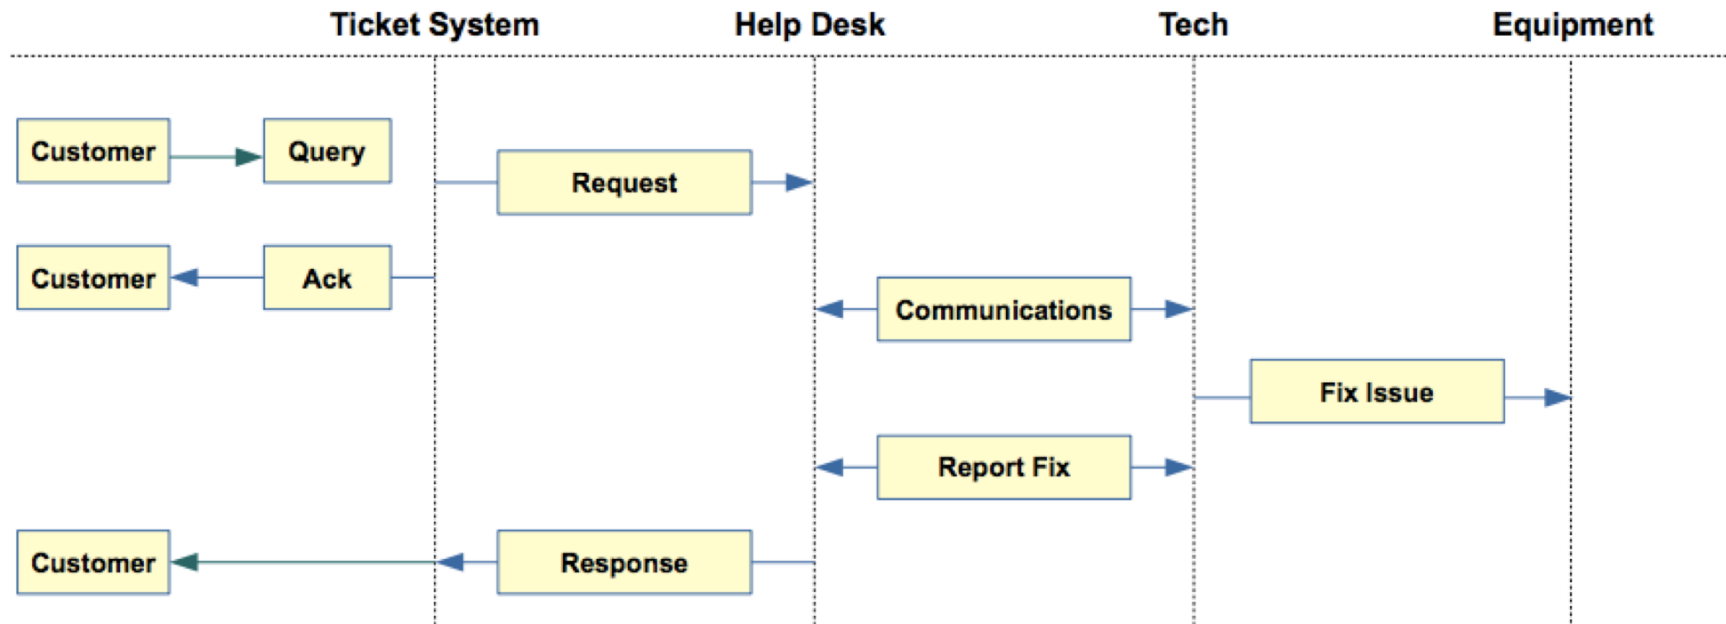 Ticket System
Help Desk
Tech
Equipment
Customer
Query
Request
Customer
Ack
Communications
Fix Issue
Report Fix
Customer
Response